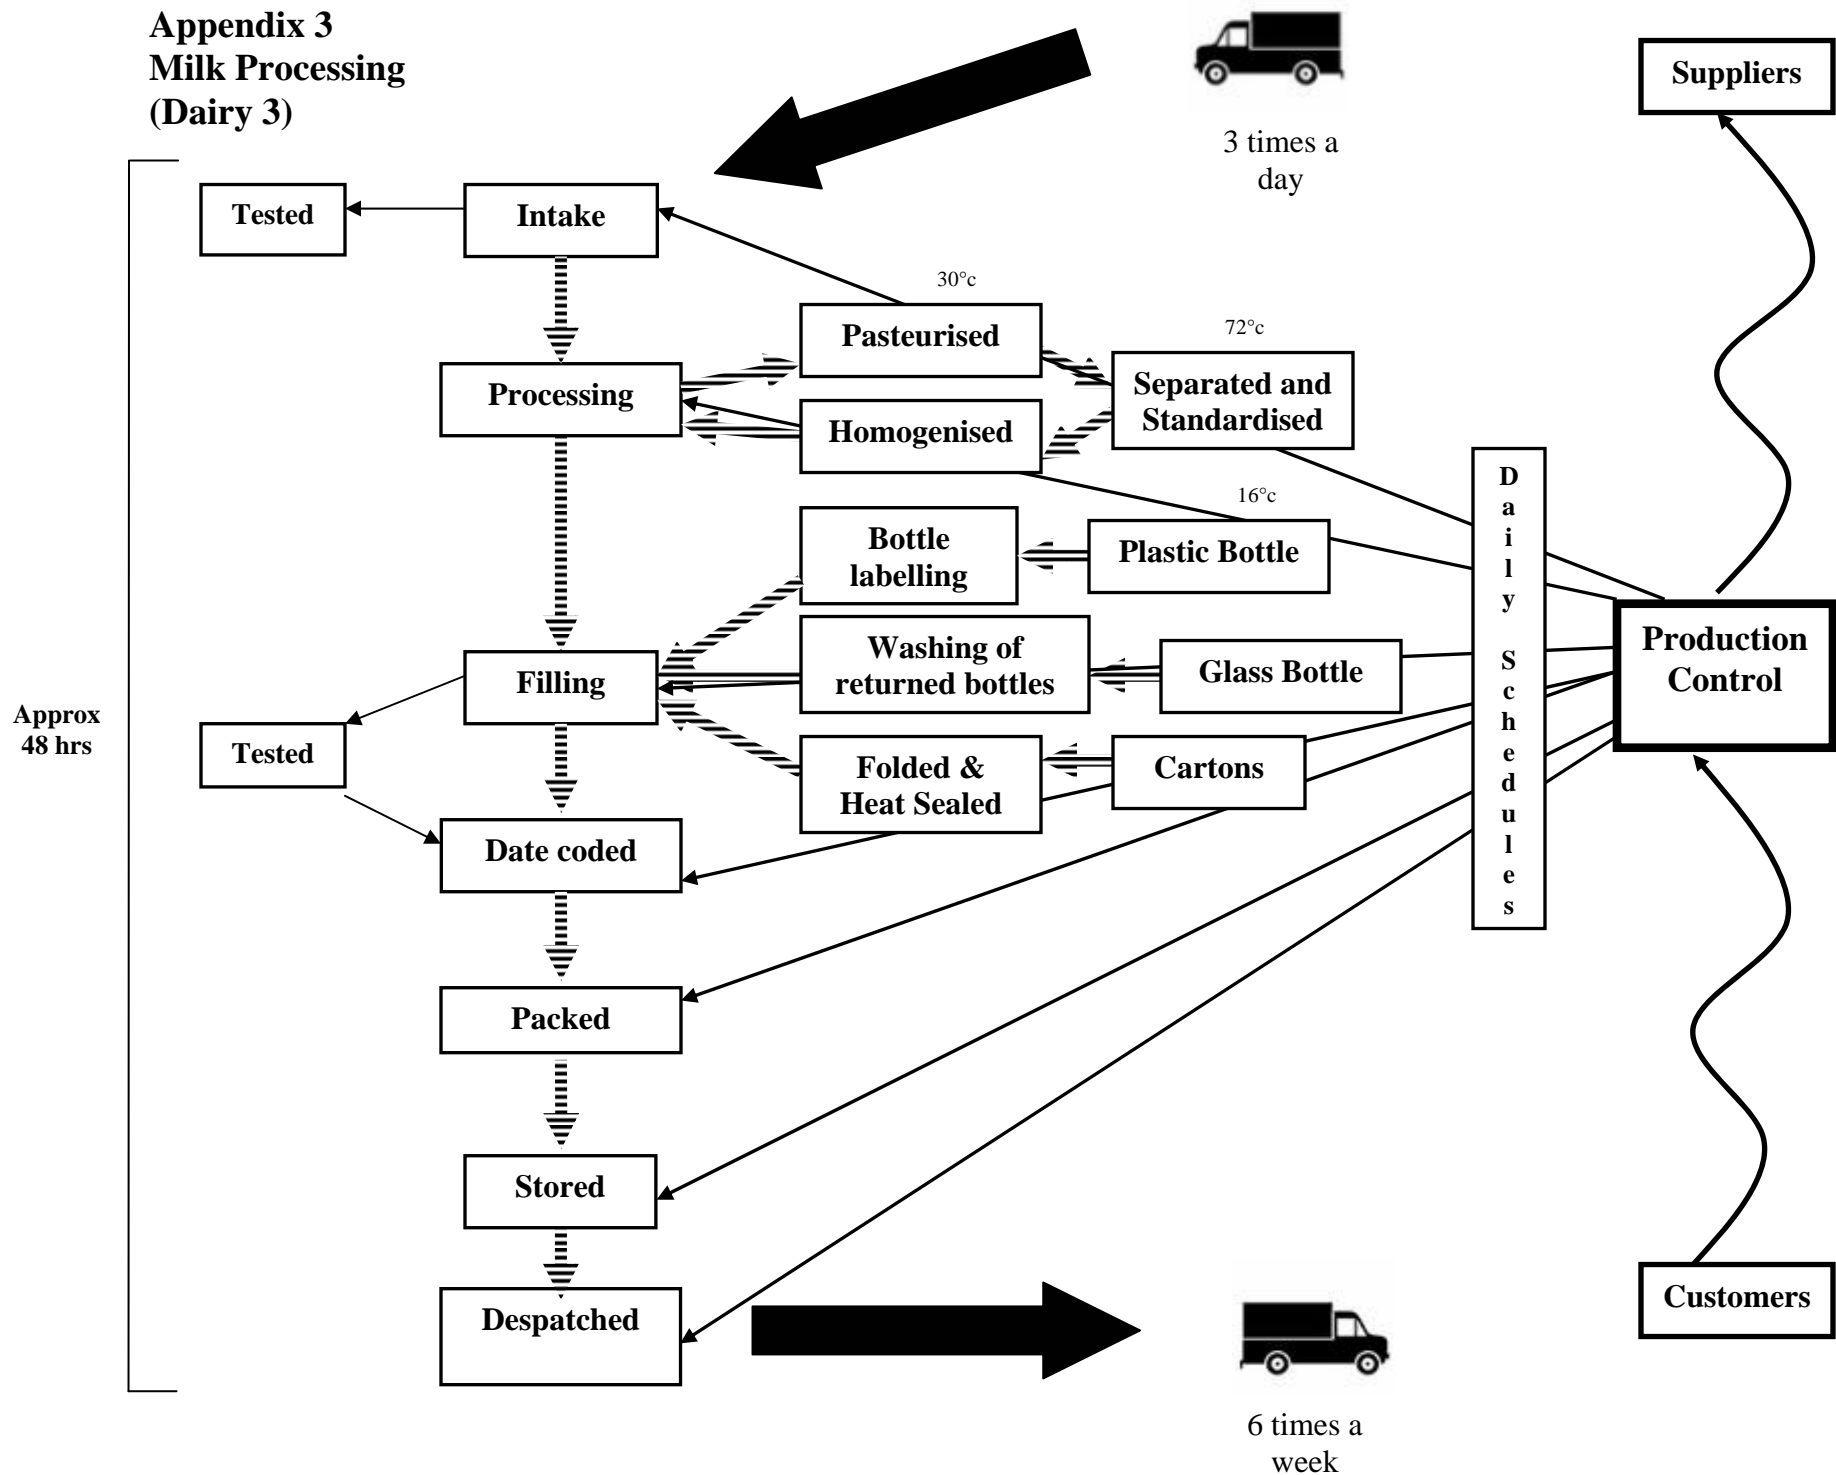 Appendix 3
Milk Processing
(Dairy 3)
3 times a
day
Suppliers
Tested
Intake
30°c
Pasteurised
72°c
Separated and
Standardised
Processing
Homogenised
16°c
Bottle
labelling
Plastic Bottle
Daily Schedules
Production
Control
Washing of
returned bottles
Glass Bottle
Filling
Approx
48 hrs
Tested
Folded &
Heat Sealed
Cartons
Date coded
Packed
Stored
Despatched
Customers
6 times a
week